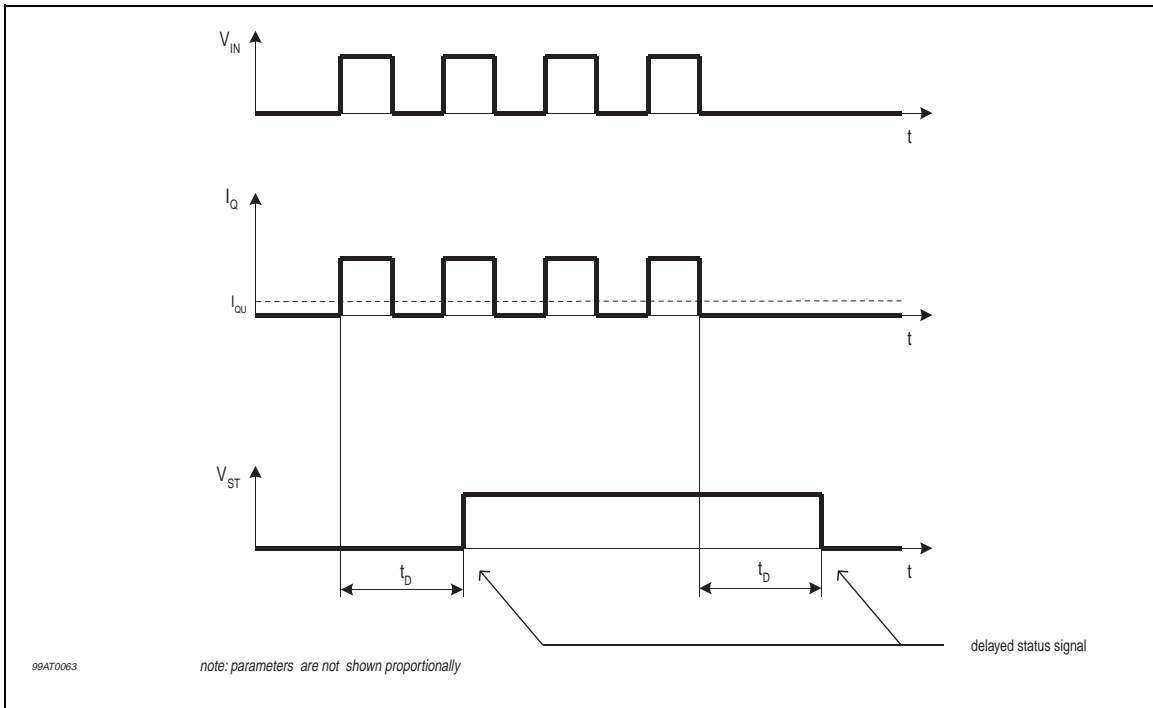 V_IN
t
I_Q
I_QU
t
V_ST
t
t_D
t_D
delayed status signal
99AT0063
note: parameters are not shown proportionally